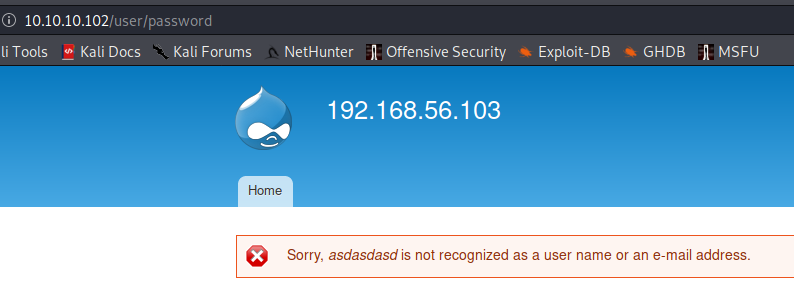 10.10.10.102/user/password
li Tools Kali Docs Kali Forums NetHunter Offensive Security Exploit-DB GHDB MSFU
192.168.56.103
Home
Sorry, asdasdasd is not recognized as a user name or an e-mail address.